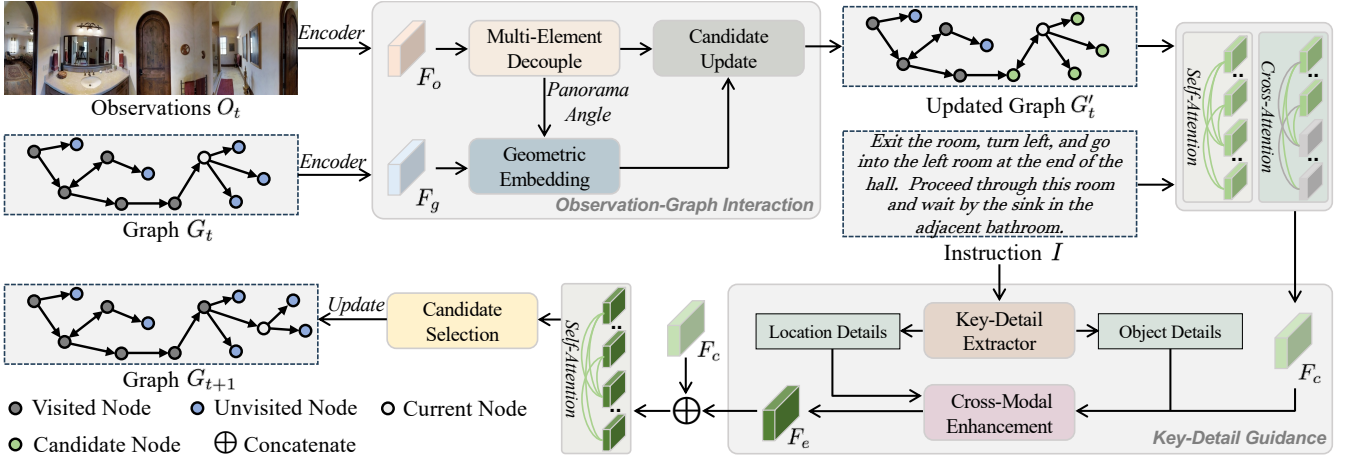 Encoder
Observations O_t
F_o
Multi-Element
Decouple
Panorama
Angle
Candidate
Update
Encoder
Graph G_t
F_g
Geometric
Embedding
Observation-Graph Interaction
Updated Graph G'_t
Exit the room, turn left, and go
into the left room at the end of the
hall. Proceed through this room
and wait by the sink in the
adjacent bathroom.
Instruction I
Self-Attention
Cross-Attention
Location Details
Key-Detail
Extractor
Object Details
F_c
Cross-Modal
Enhancement
Key-Detail Guidance
F_e
F_c
Self-Attention
Candidate
Selection
Update
Graph G_{t+1}
Visited Node
Unvisited Node
Current Node
Candidate Node
Concatenate